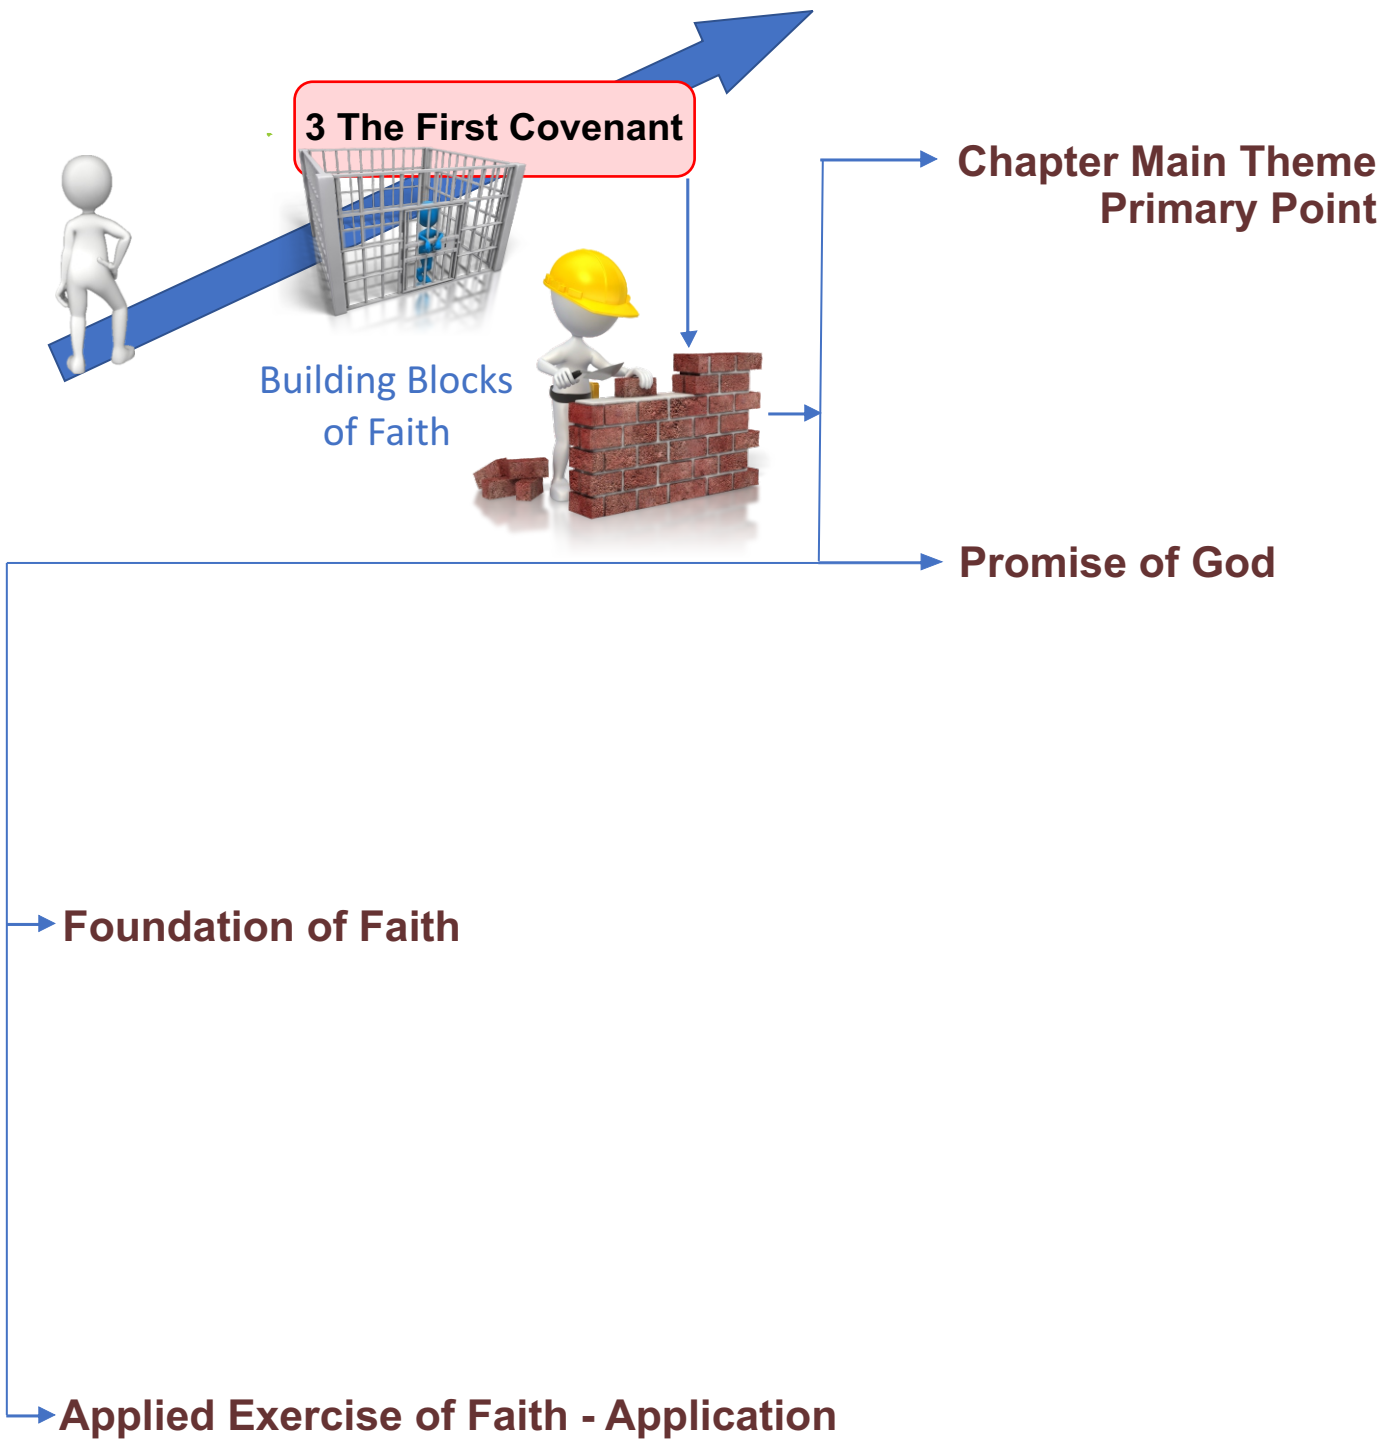 3 The First Covenant
Chapter Main Theme
Primary Point
Building Blocks
of Faith
Promise of God
Foundation of Faith
Applied Exercise of Faith - Application